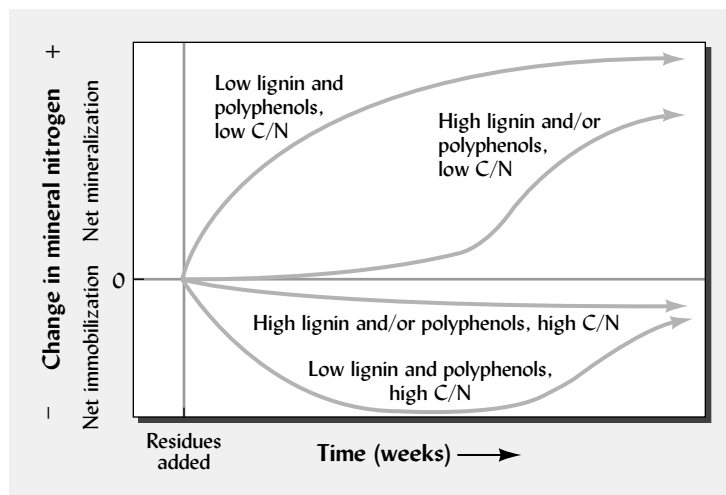 +
Change in mineral nitrogen
–
Net mineralization
Net immobilization
0
Low lignin and
polyphenols,
low C/N
High lignin and/or
polyphenols,
low C/N
High lignin and/or polyphenols, high C/N
Low lignin and polyphenols,
high C/N
Residues
added
Time (weeks)